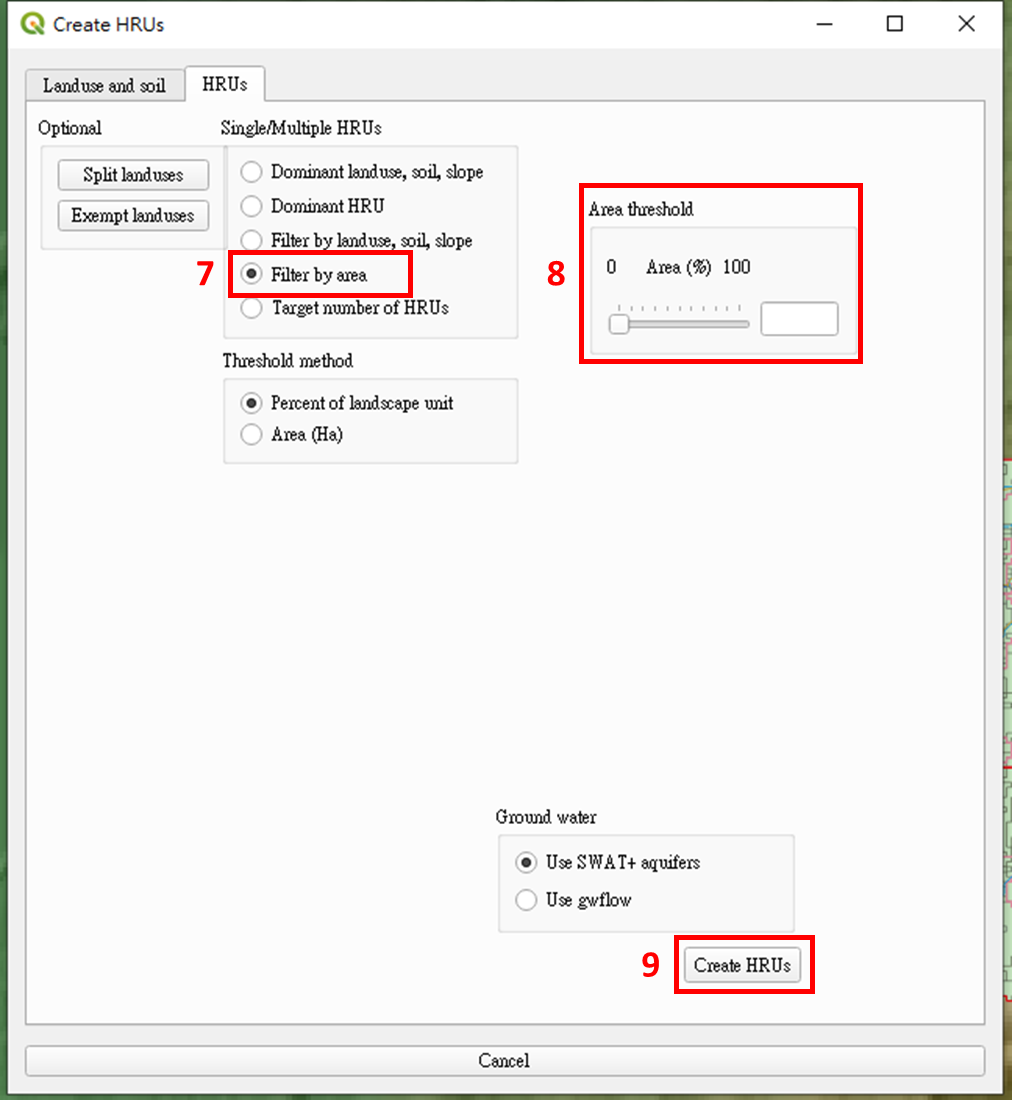 Create HRUs
Landuse and soil
HRUs
Optional
Split landuses
Exempt landuses
Single/Multiple HRUs
Dominant landuse, soil, slope
Dominant HRU
Filter by landuse, soil, slope
7
Filter by area
Target number of HRUs
Threshold method
Percent of landscape unit
Area (Ha)
8
Area threshold
0 Area (%) 100
Ground water
Use SWAT+ aquifers
Use gwflow
9
Create HRUs
Cancel